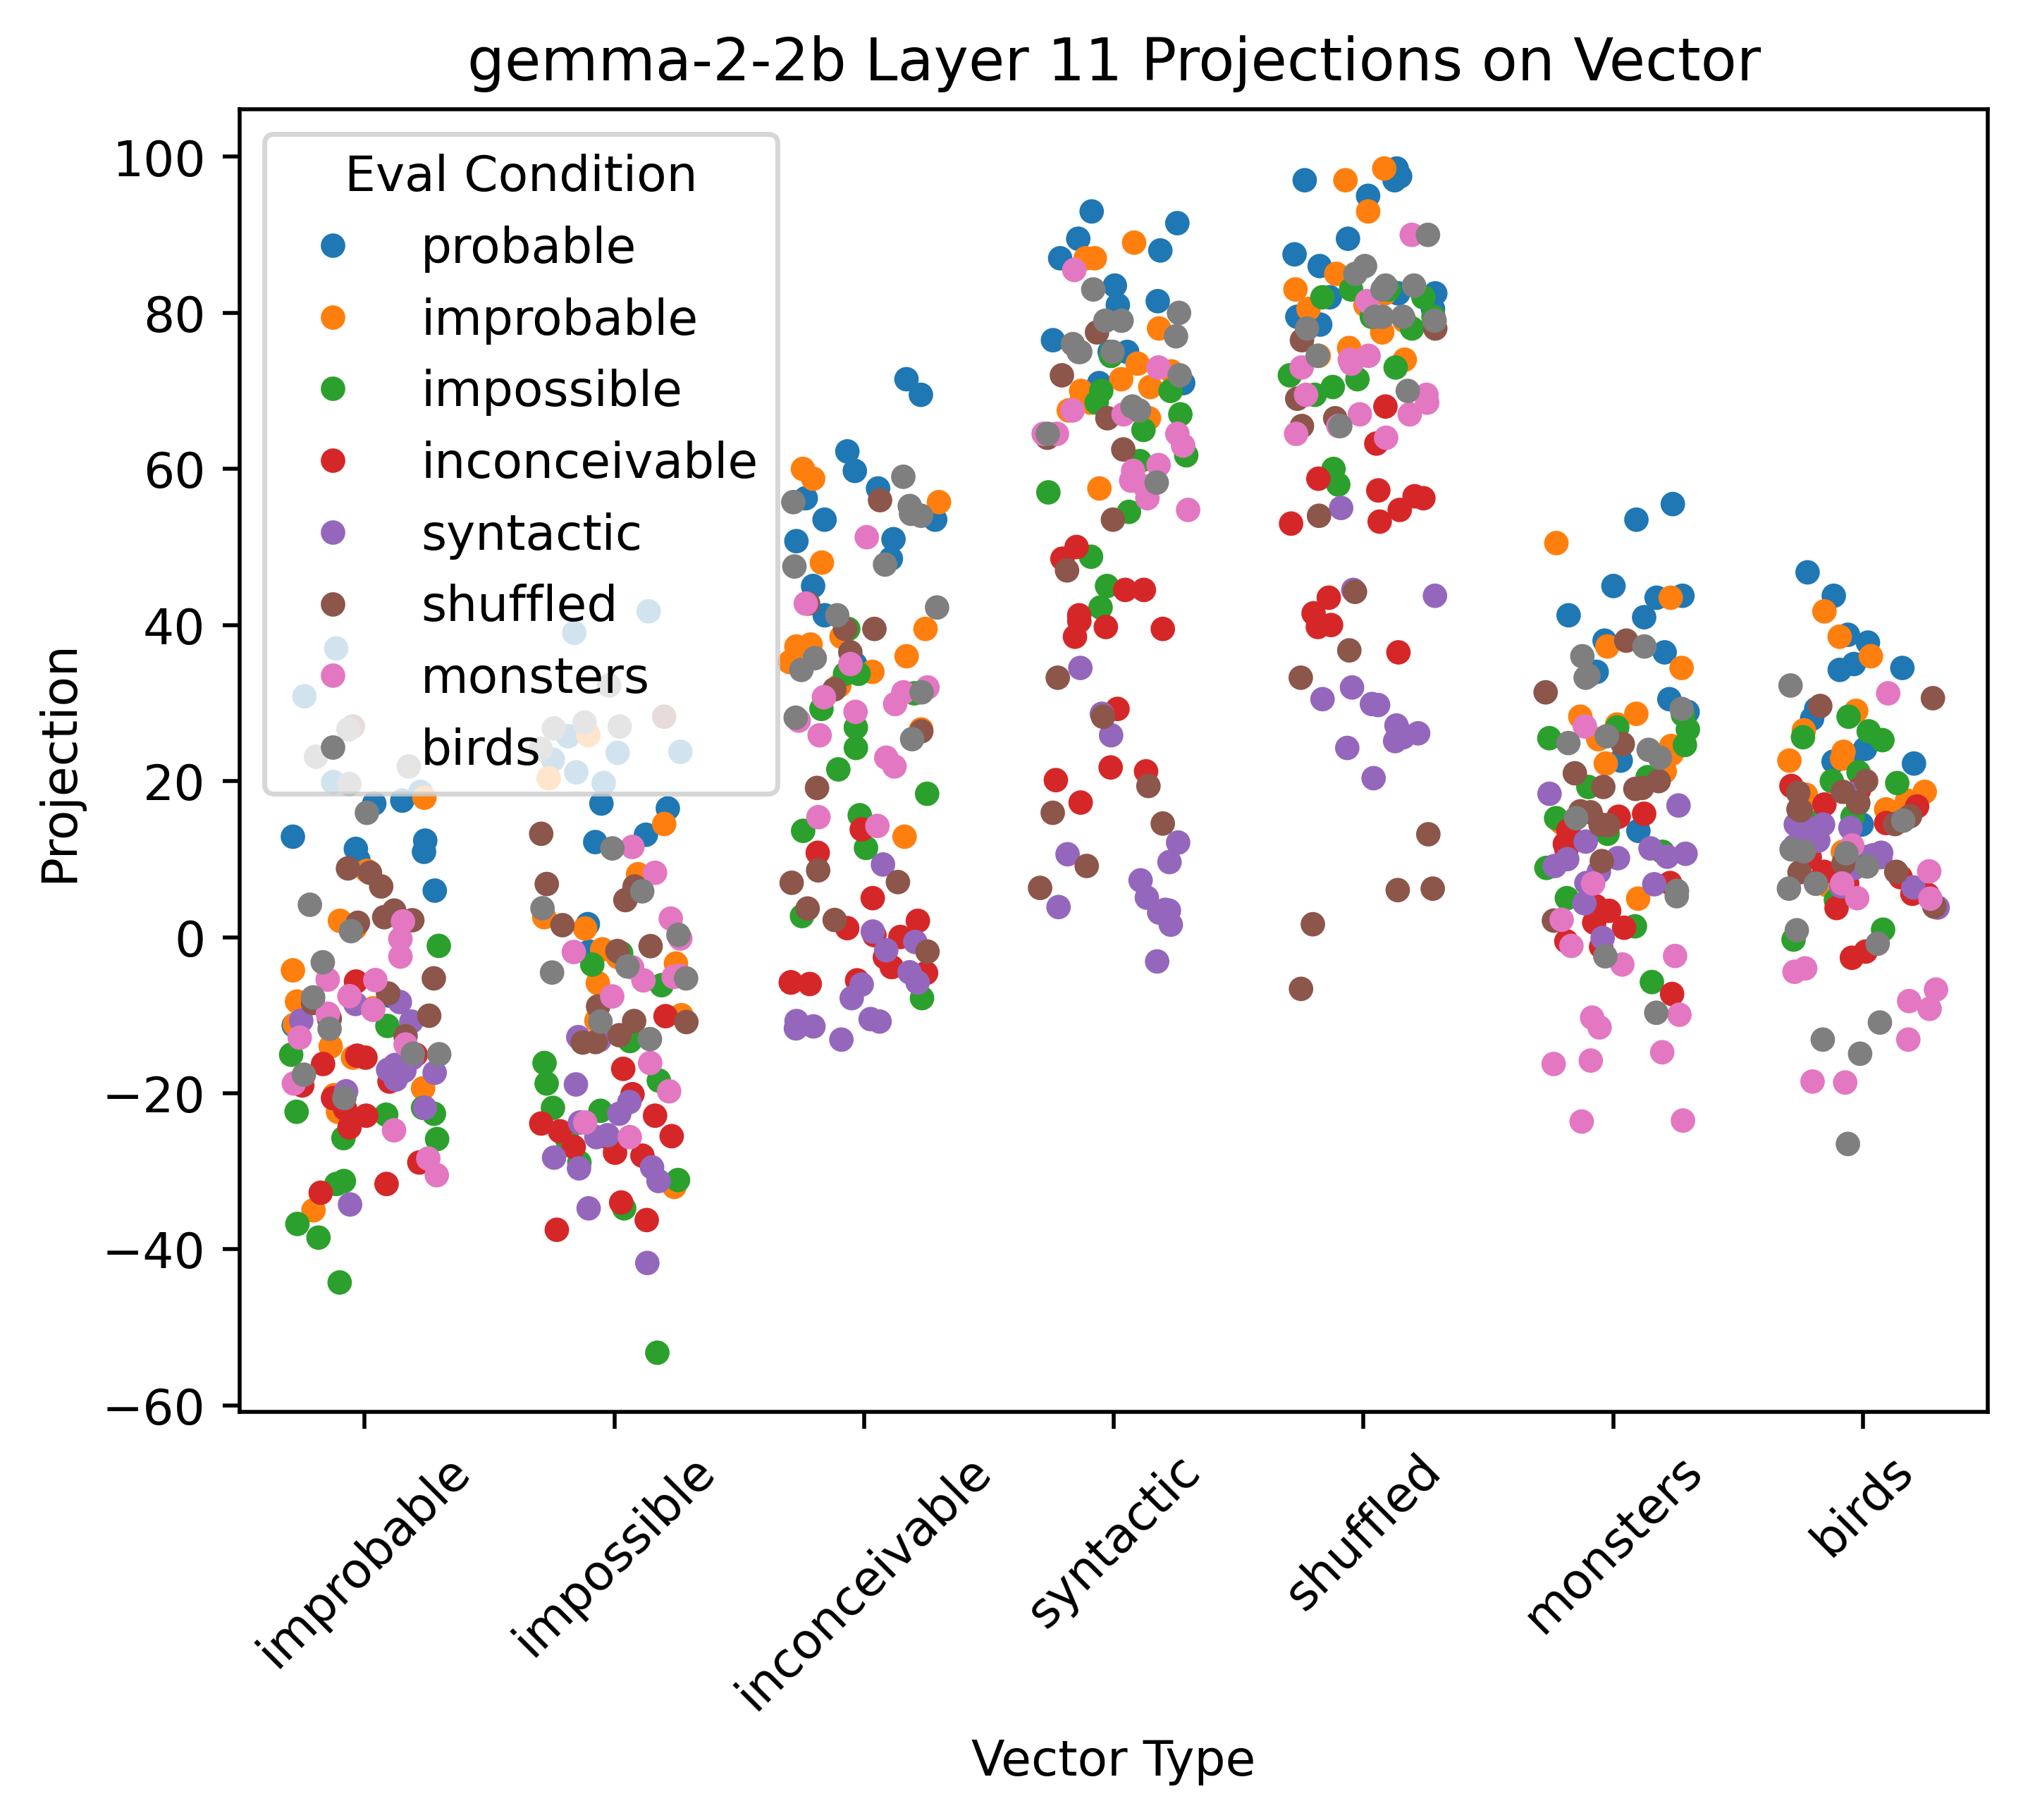 gemma-2-2b Layer 11 Projections on Vector
Eval Condition
probable
improbable
impossible
inconceivable
syntactic
shuffled
monsters
birds
100
80
60
40
20
0
−20
−40
−60
Projection
improbable
impossible
inconceivable
syntactic
shuffled
monsters
birds
Vector Type